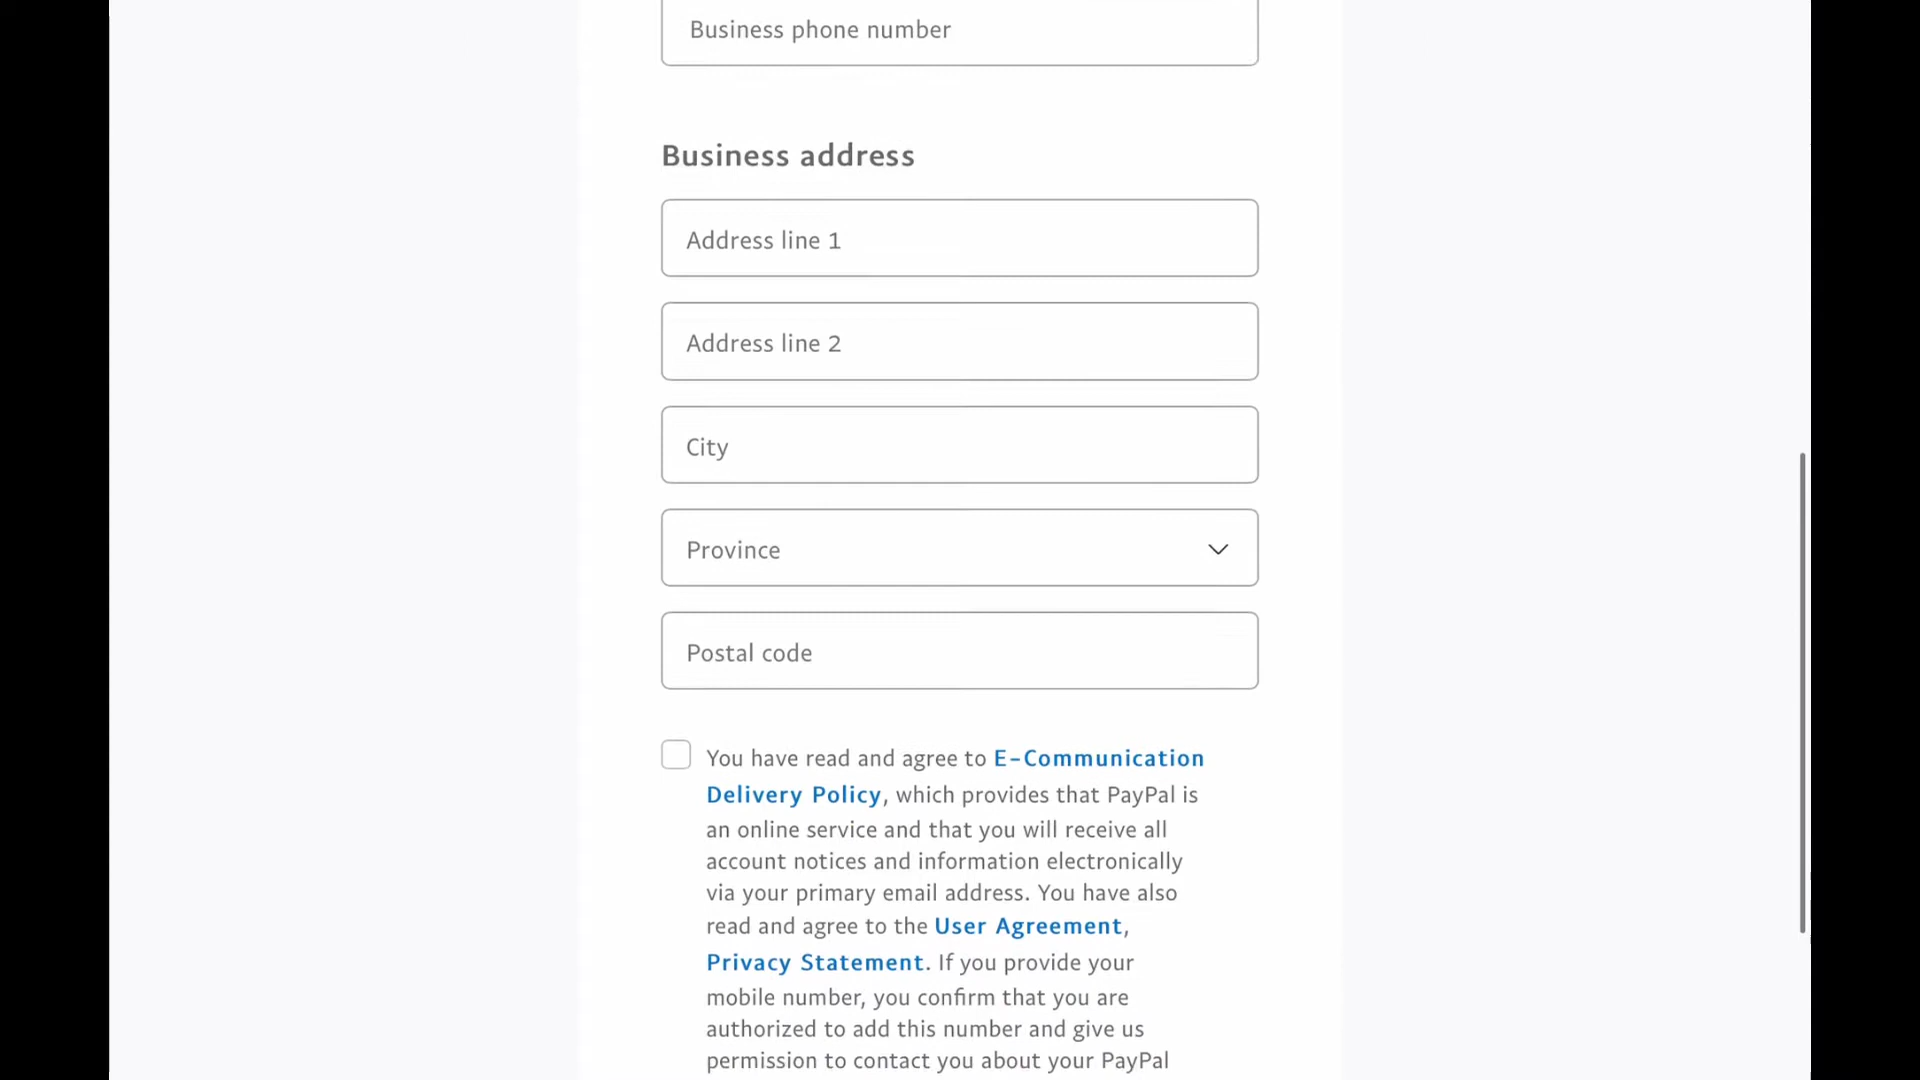 Business phone number
Business address
Address line 1
Address line 2
City
Province
Postal code
You have read and agree to E-Communication
Delivery Policy, which provides that PayPal is
an online service and that you will receive all
account notices and information electronically
via your primary email address. You have also
read and agree to the User Agreement,
Privacy Statement. If you provide your
mobile number, you confirm that you are
authorized to add this number and give us
permission to contact you about your PayPal